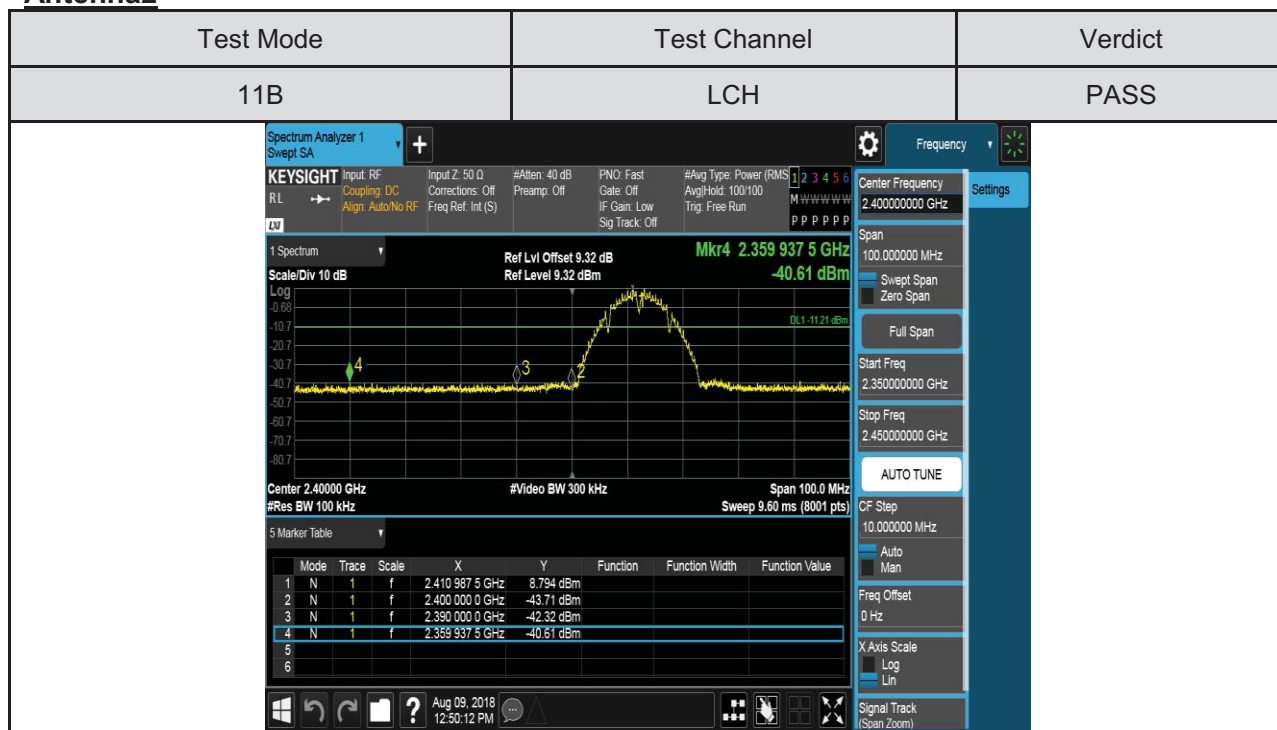 Antenna2
Test Mode Test Channel Verdict
11B LCH PASS
Spectrum Analyzer 1
Swept SA
Frequency
KEYSIGHT
RL
LXI
Input: RF
Coupling: DC
Align: Auto/No RF
Input Z: 50 Ω
Corrections: Off
Freq Ref: Int (S)
#Atten: 40 dB
Preamp: Off
PNO: Fast
Gate: Off
IF Gain: Low
Sig Track: Off
#Avg Type: Power (RMS
Avg|Hold: 100/100
Trig: Free Run
1 2 3 4 5 6
M W W W W W
P P P P P P
1 Spectrum
Scale/Div 10 dB
Ref Lvl Offset 9.32 dB
Ref Level 9.32 dBm
Mkr4 2.359 937 5 GHz
-40.61 dBm
Log
-0.68
-10.7
-20.7
-30.7
-40.7
-50.7
-60.7
-70.7
-80.7
DL1 -11.21 dBm
4
3
2
Center 2.40000 GHz
#Res BW 100 kHz
#Video BW 300 kHz
Span 100.0 MHz
Sweep 9.60 ms (8001 pts)
5 Marker Table
Mode Trace Scale X Y Function Function Width Function Value
1 N 1 f 2.410 987 5 GHz 8.794 dBm
2 N 1 f 2.400 000 0 GHz -43.71 dBm
3 N 1 f 2.390 000 0 GHz -42.32 dBm
4 N 1 f 2.359 937 5 GHz -40.61 dBm
5
6
Aug 09, 2018
12:50:12 PM
Settings
Center Frequency
2.400000000 GHz
Span
100.000000 MHz
Swept Span
Zero Span
Full Span
Start Freq
2.350000000 GHz
Stop Freq
2.450000000 GHz
AUTO TUNE
CF Step
10.000000 MHz
Auto
Man
Freq Offset
0 Hz
X Axis Scale
Log
Lin
Signal Track
(Span Zoom)